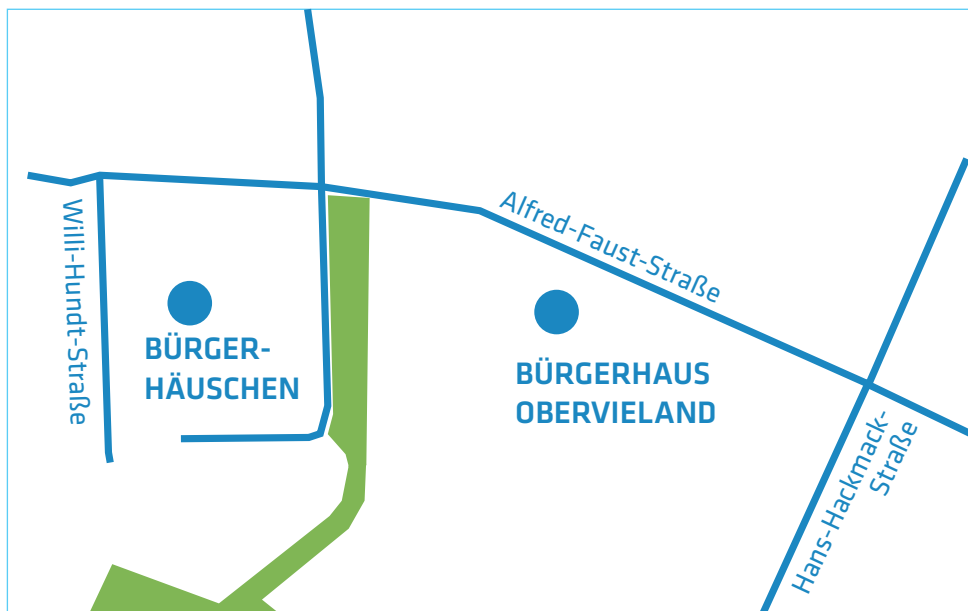 Willi-Hundt-Straße
BÜRGER-
HÄUSCHEN
Alfred-Faust-Straße
BÜRGERHAUS
OBERVIELAND
Hans-Hackmack-
Straße